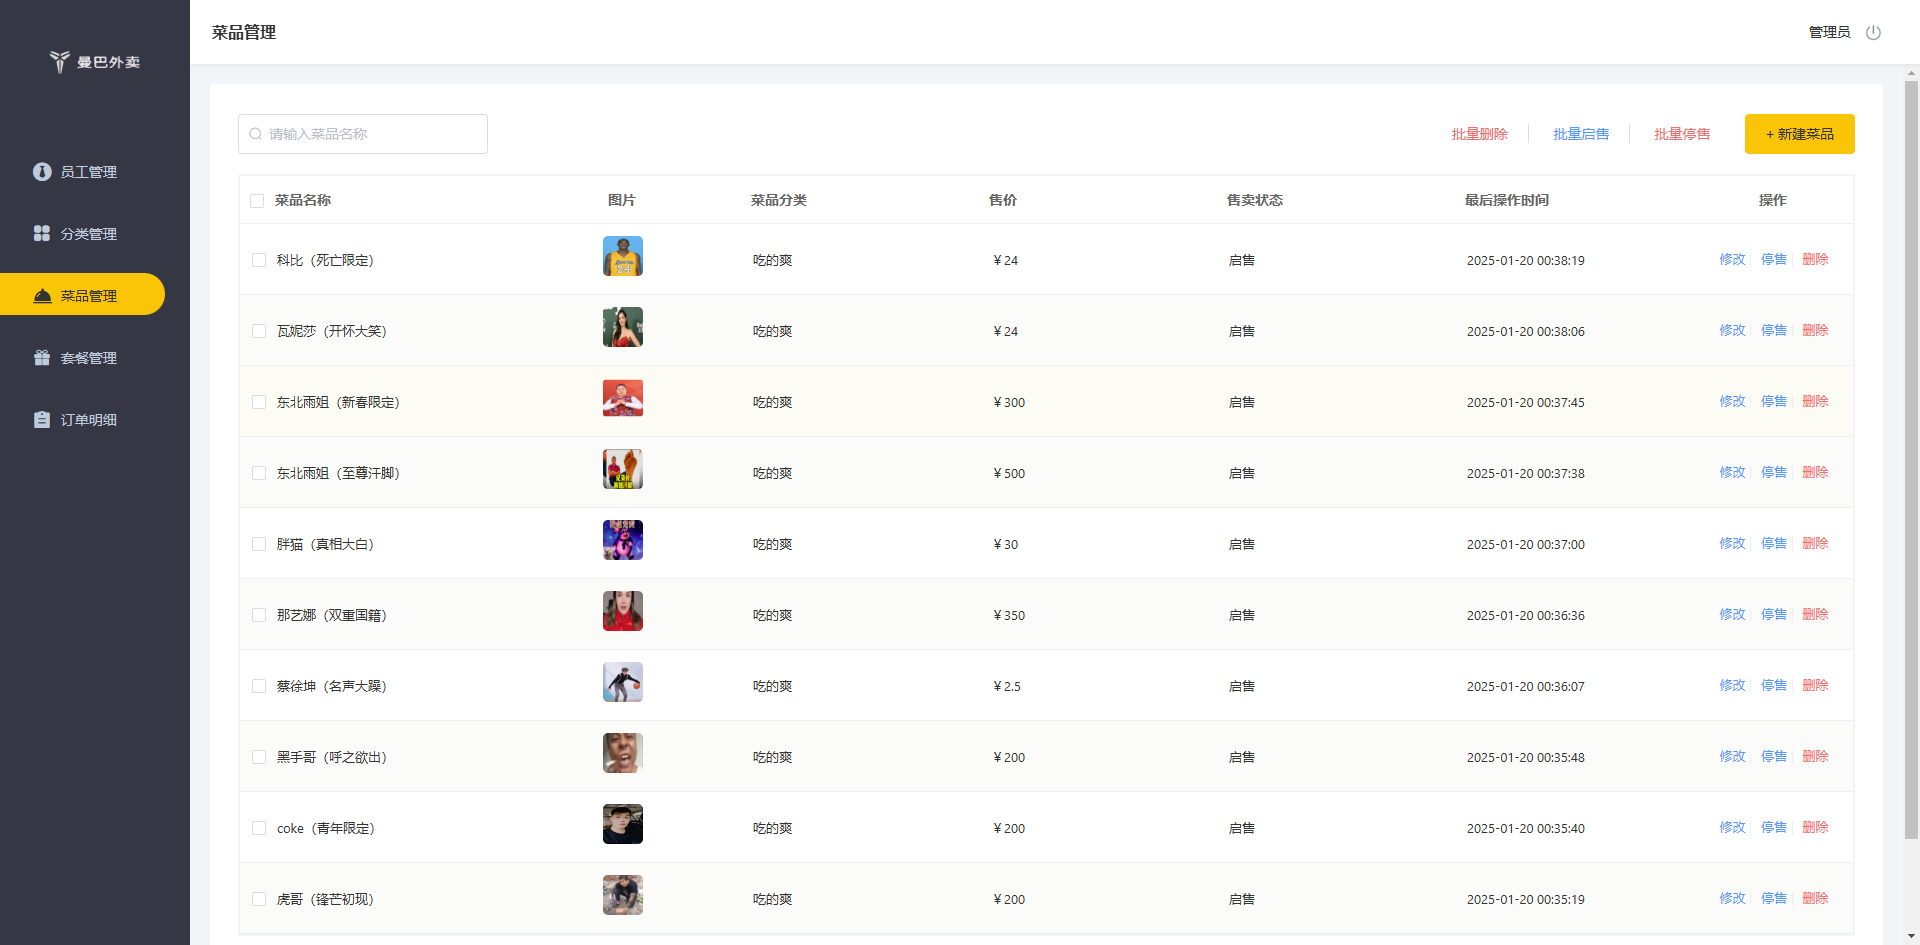 曼巴外卖
员工管理
分类管理
菜品管理
套餐管理
订单明细
菜品管理
管理员
请输入菜品名称
批量删除 批量启售 批量停售 + 新建菜品
菜品名称 图片 菜品分类 售价 售卖状态 最后操作时间 操作
科比（死亡限定） 吃的爽 ￥24 启售 2025-01-20 00:38:19 修改 停售 删除
瓦妮莎（开怀大笑） 吃的爽 ￥24 启售 2025-01-20 00:38:06 修改 停售 删除
东北雨姐（新春限定） 吃的爽 ￥300 启售 2025-01-20 00:37:45 修改 停售 删除
东北雨姐（至尊汗脚） 吃的爽 ￥500 启售 2025-01-20 00:37:38 修改 停售 删除
胖猫（真相大白） 吃的爽 ￥30 启售 2025-01-20 00:37:00 修改 停售 删除
那艺娜（双重国籍） 吃的爽 ￥350 启售 2025-01-20 00:36:36 修改 停售 删除
蔡徐坤（名声大躁） 吃的爽 ￥2.5 启售 2025-01-20 00:36:07 修改 停售 删除
黑手哥（呼之欲出） 吃的爽 ￥200 启售 2025-01-20 00:35:48 修改 停售 删除
coke（青年限定） 吃的爽 ￥200 启售 2025-01-20 00:35:40 修改 停售 删除
虎哥（锋芒初现） 吃的爽 ￥200 启售 2025-01-20 00:35:19 修改 停售 删除